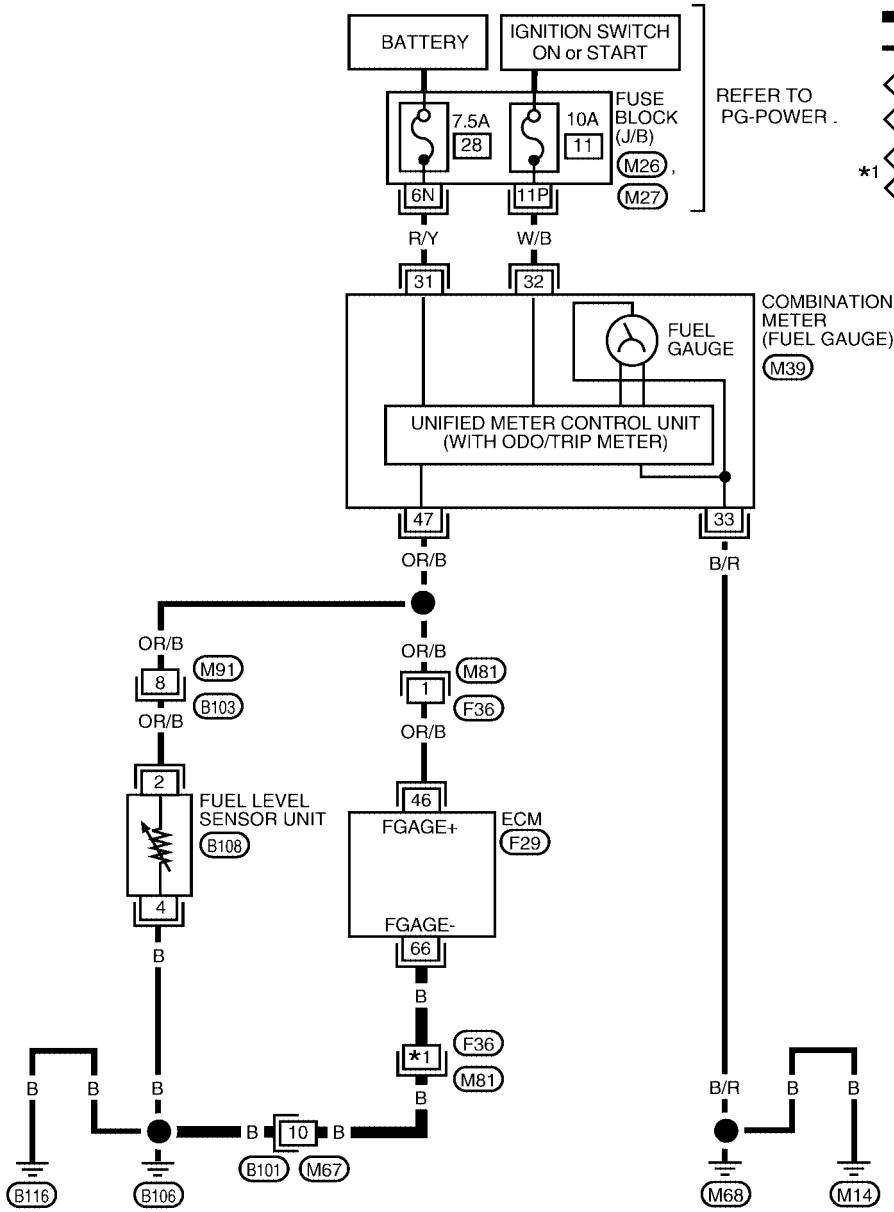 BATTERY
IGNITION SWITCH
ON or START
REFER TO
PG-POWER .
7.5A
28
10A
11
FUSE
BLOCK
(J/B)
M26 ,
M27
*1
6N
11P
R/Y
W/B
31
32
COMBINATION
METER
(FUEL GAUGE)
M39
FUEL
GAUGE
UNIFIED METER CONTROL UNIT
(WITH ODO/TRIP METER)
47
33
OR/B
B/R
OR/B
OR/B
8
M91
B103
1
M81
F36
OR/B
OR/B
2
46
FUEL LEVEL
SENSOR UNIT
B108
FGAGE+
ECM
F29
4
FGAGE-
66
B
B
*1
F36
M81
B
B
B
B
B/R
B
B
B
10
B
B101
M67
B116
B106
M68
M14